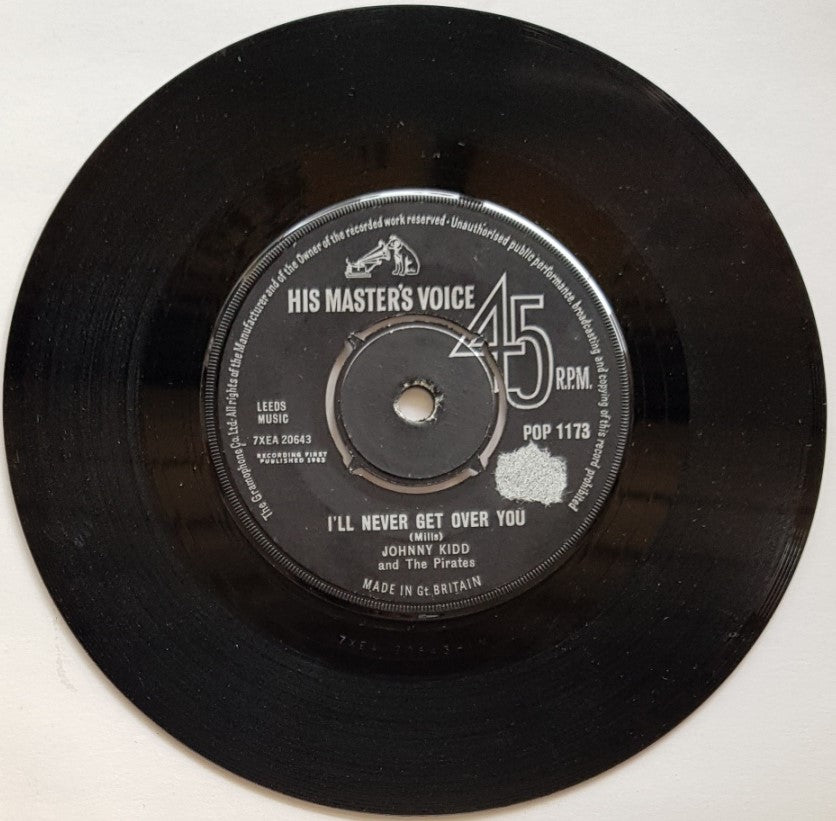 The Gramophone Co. Ltd·All rights of the Manufacturer and of the Owner of the recorded work reserved·Unauthorised public performance, broadcasting and copying of this record prohibited
HIS MASTER'S VOICE
45
R.P.M.
LEEDS
MUSIC
7XEA 20643
RECORDING FIRST
PUBLISHED 1963
POP 1173
I'LL NEVER GET OVER YOU
(Mills)
JOHNNY KIDD
and The Pirates
MADE IN Gt. BRITAIN